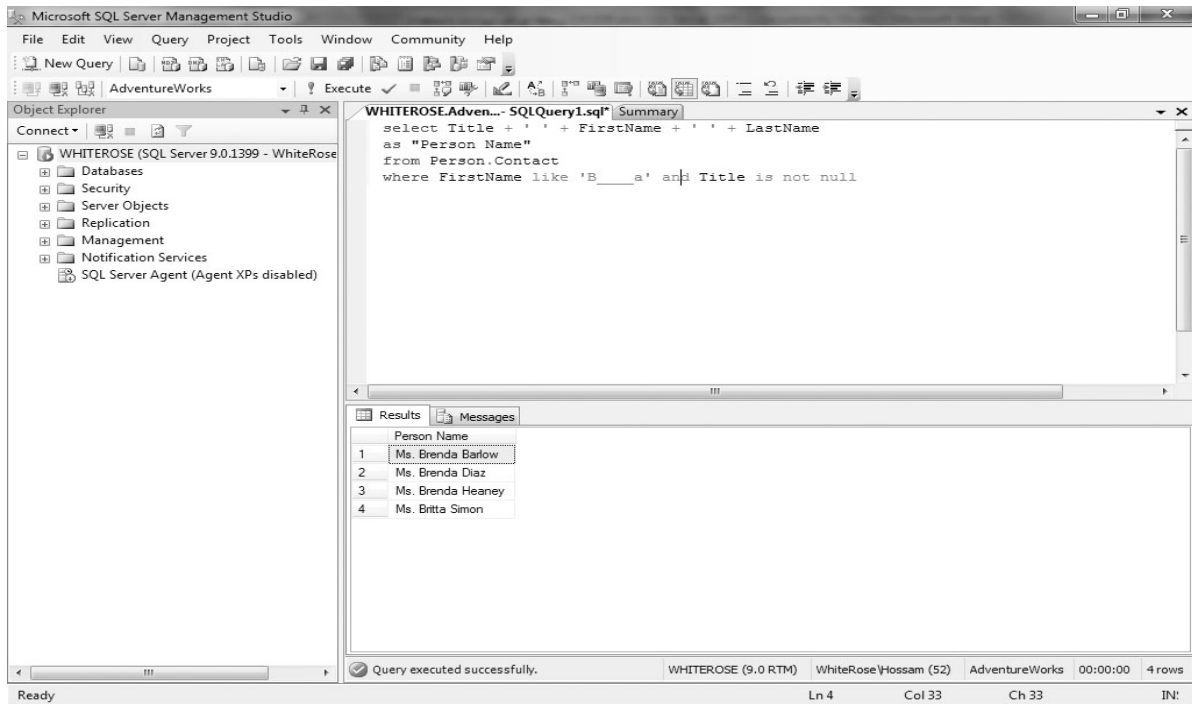 Microsoft SQL Server Management Studio
File Edit View Query Project Tools Window Community Help
New Query
AdventureWorks Execute
Object Explorer
Connect
WHITEROSE (SQL Server 9.0.1399 - WhiteRose
Databases
Security
Server Objects
Replication
Management
Notification Services
SQL Server Agent (Agent XPs disabled)
WHITEROSE.Adven...- SQLQuery1.sql* Summary
select Title + ' ' + FirstName + ' ' + LastName
as "Person Name"
from Person.Contact
where FirstName like 'B____a' and Title is not null
Results Messages
Person Name
1 Ms. Brenda Barlow
2 Ms. Brenda Diaz
3 Ms. Brenda Heaney
4 Ms. Britta Simon
Query executed successfully. WHITEROSE (9.0 RTM) WhiteRose\Hossam (52) AdventureWorks 00:00:00 4 rows
Ready Ln 4 Col 33 Ch 33